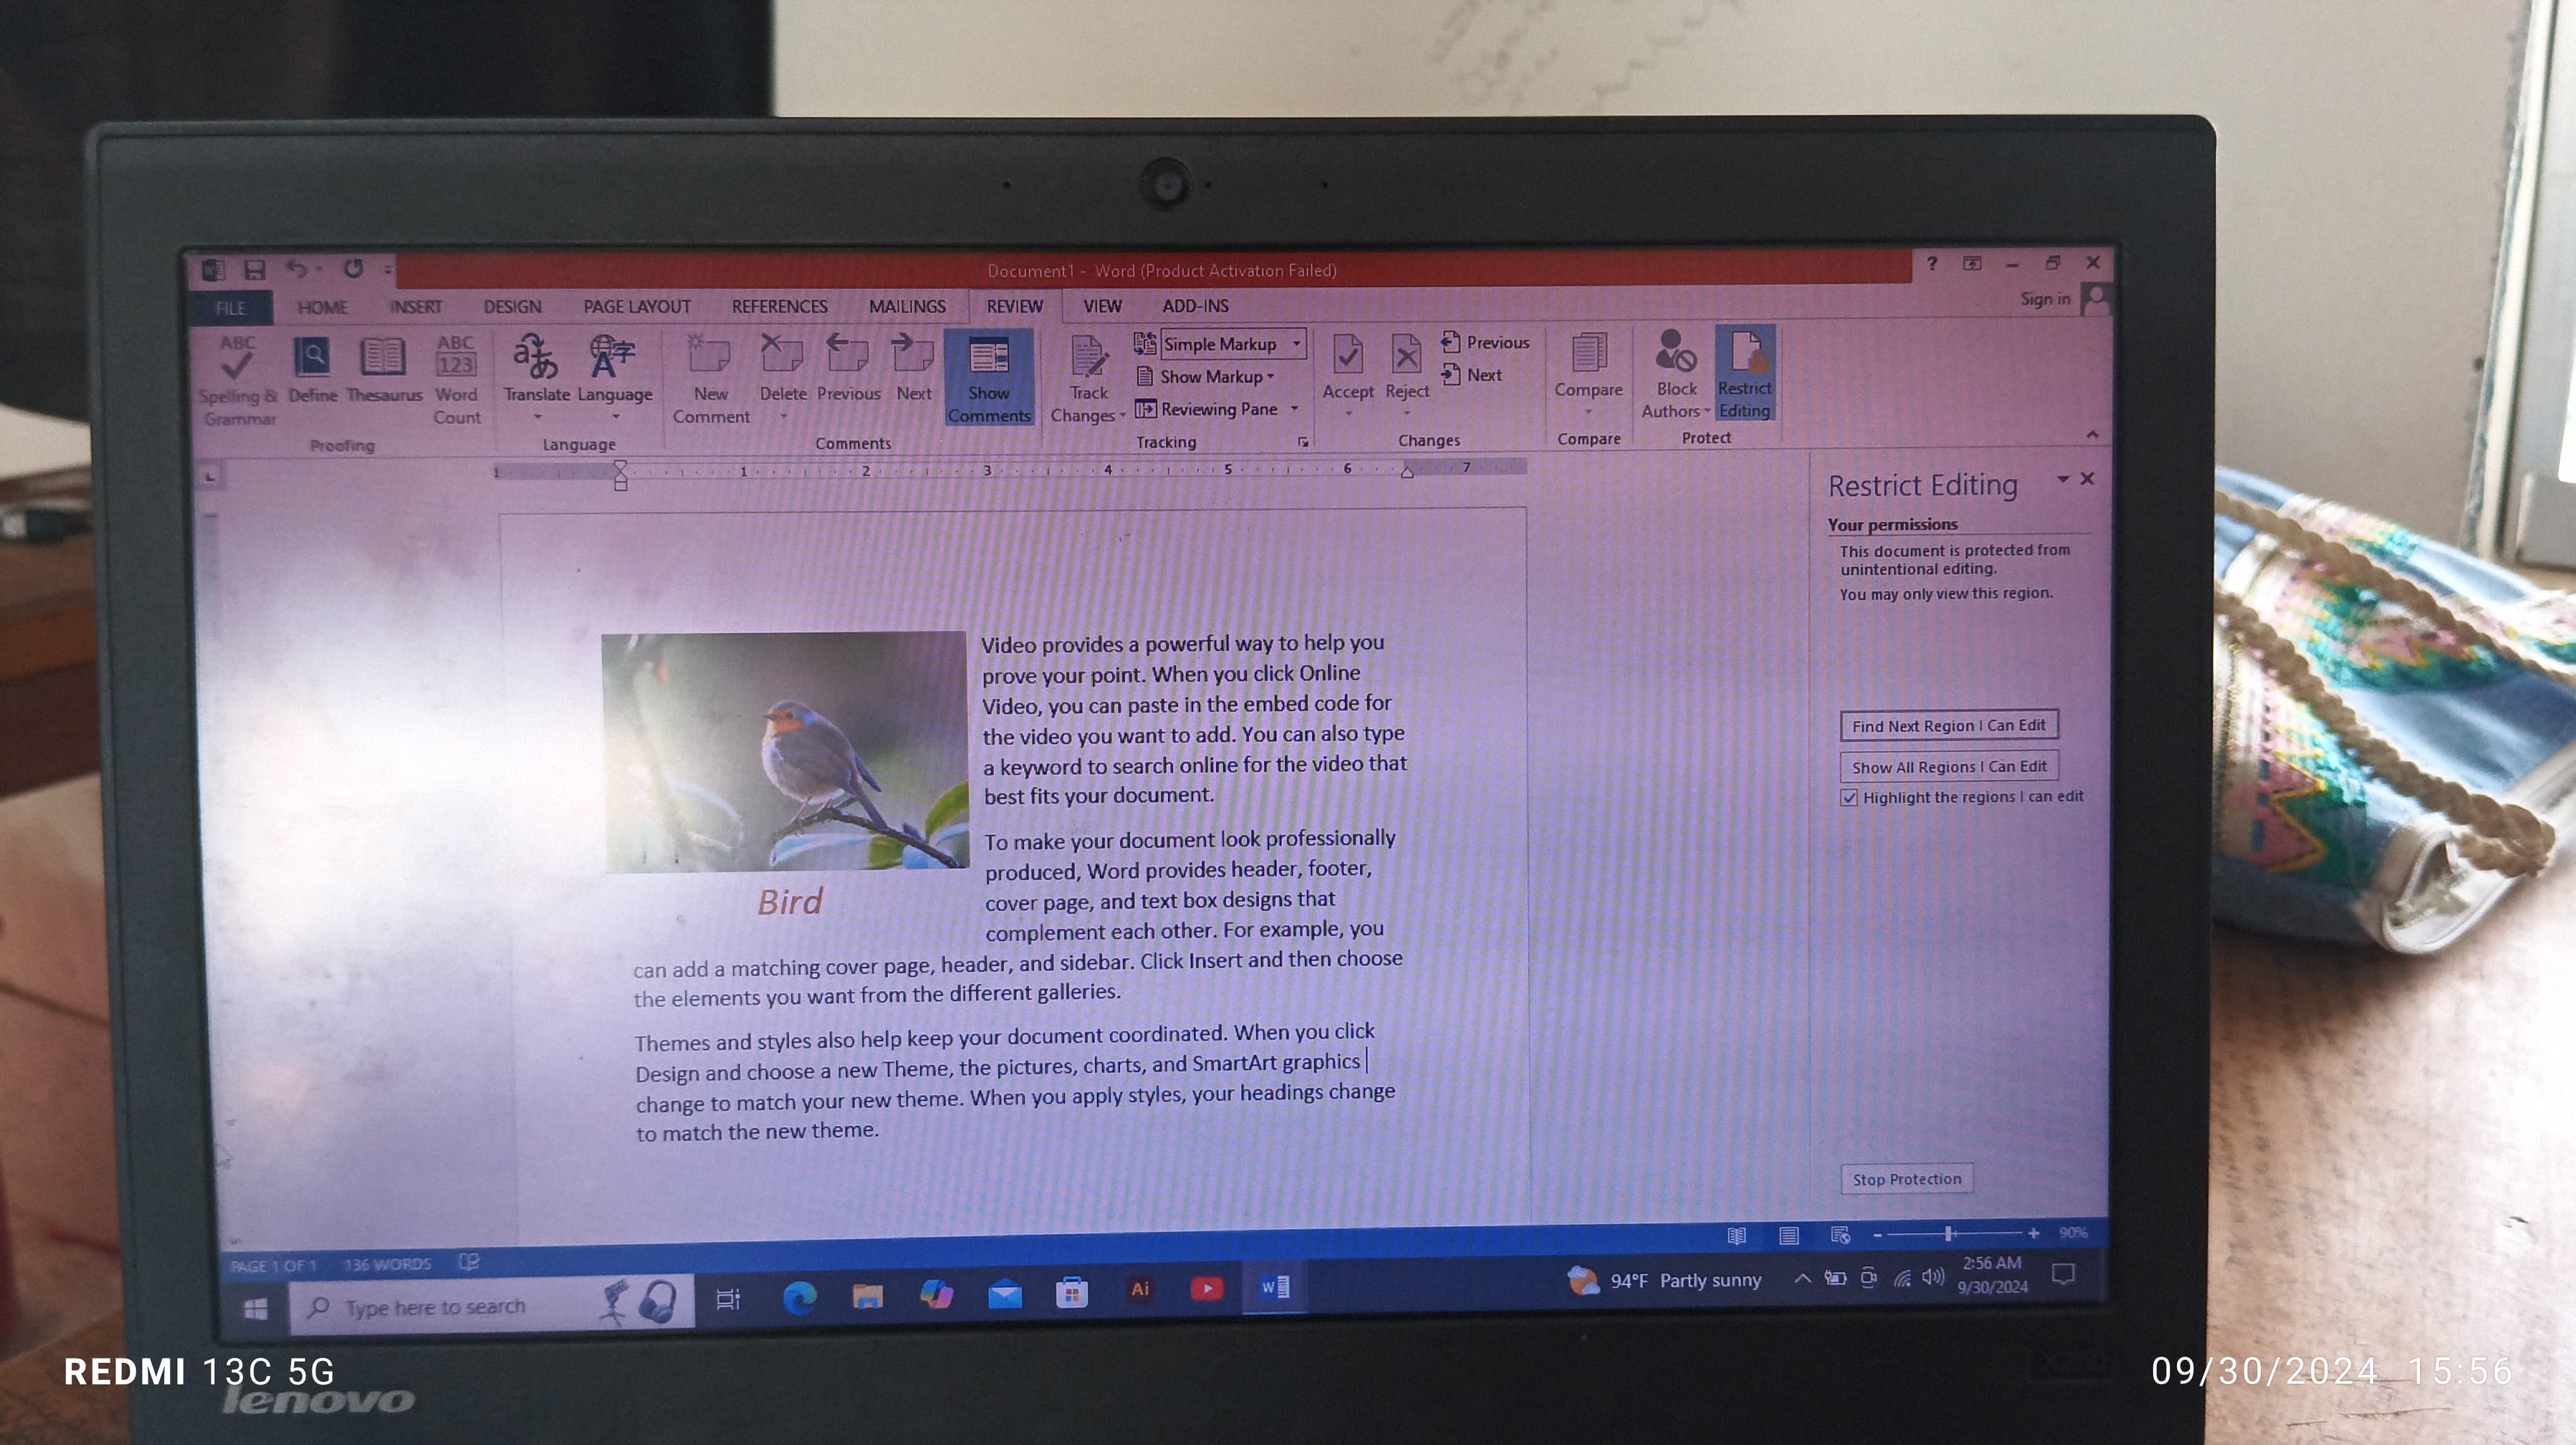 Document1 - Word (Product Activation Failed)
FILE HOME INSERT DESIGN PAGE LAYOUT REFERENCES MAILINGS REVIEW VIEW ADD-INS
Sign in
ABC
Spelling & Grammar
Define
Thesaurus
ABC
123
Word Count
Proofing
Translate
Language
Language
New Comment
Delete
Previous
Next
Show Comments
Comments
Track Changes
Simple Markup
Show Markup
Reviewing Pane
Tracking
Accept
Reject
Previous
Next
Changes
Compare
Compare
Block Authors
Restrict Editing
Protect
1 1 2 3 4 5 6 7
Video provides a powerful way to help you
prove your point. When you click Online
Video, you can paste in the embed code for
the video you want to add. You can also type
a keyword to search online for the video that
best fits your document.
Bird
To make your document look professionally
produced, Word provides header, footer,
cover page, and text box designs that
complement each other. For example, you
can add a matching cover page, header, and sidebar. Click Insert and then choose
the elements you want from the different galleries.
Themes and styles also help keep your document coordinated. When you click
Design and choose a new Theme, the pictures, charts, and SmartArt graphics
change to match your new theme. When you apply styles, your headings change
to match the new theme.
Restrict Editing
Your permissions
This document is protected from
unintentional editing.
You may only view this region.
Find Next Region I Can Edit
Show All Regions I Can Edit
Highlight the regions I can edit
Stop Protection
PAGE 1 OF 1 136 WORDS
90%
Type here to search
Ai
94°F Partly sunny
2:56 AM
9/30/2024
REDMI 13C 5G
09/30/2024 15:56
lenovo